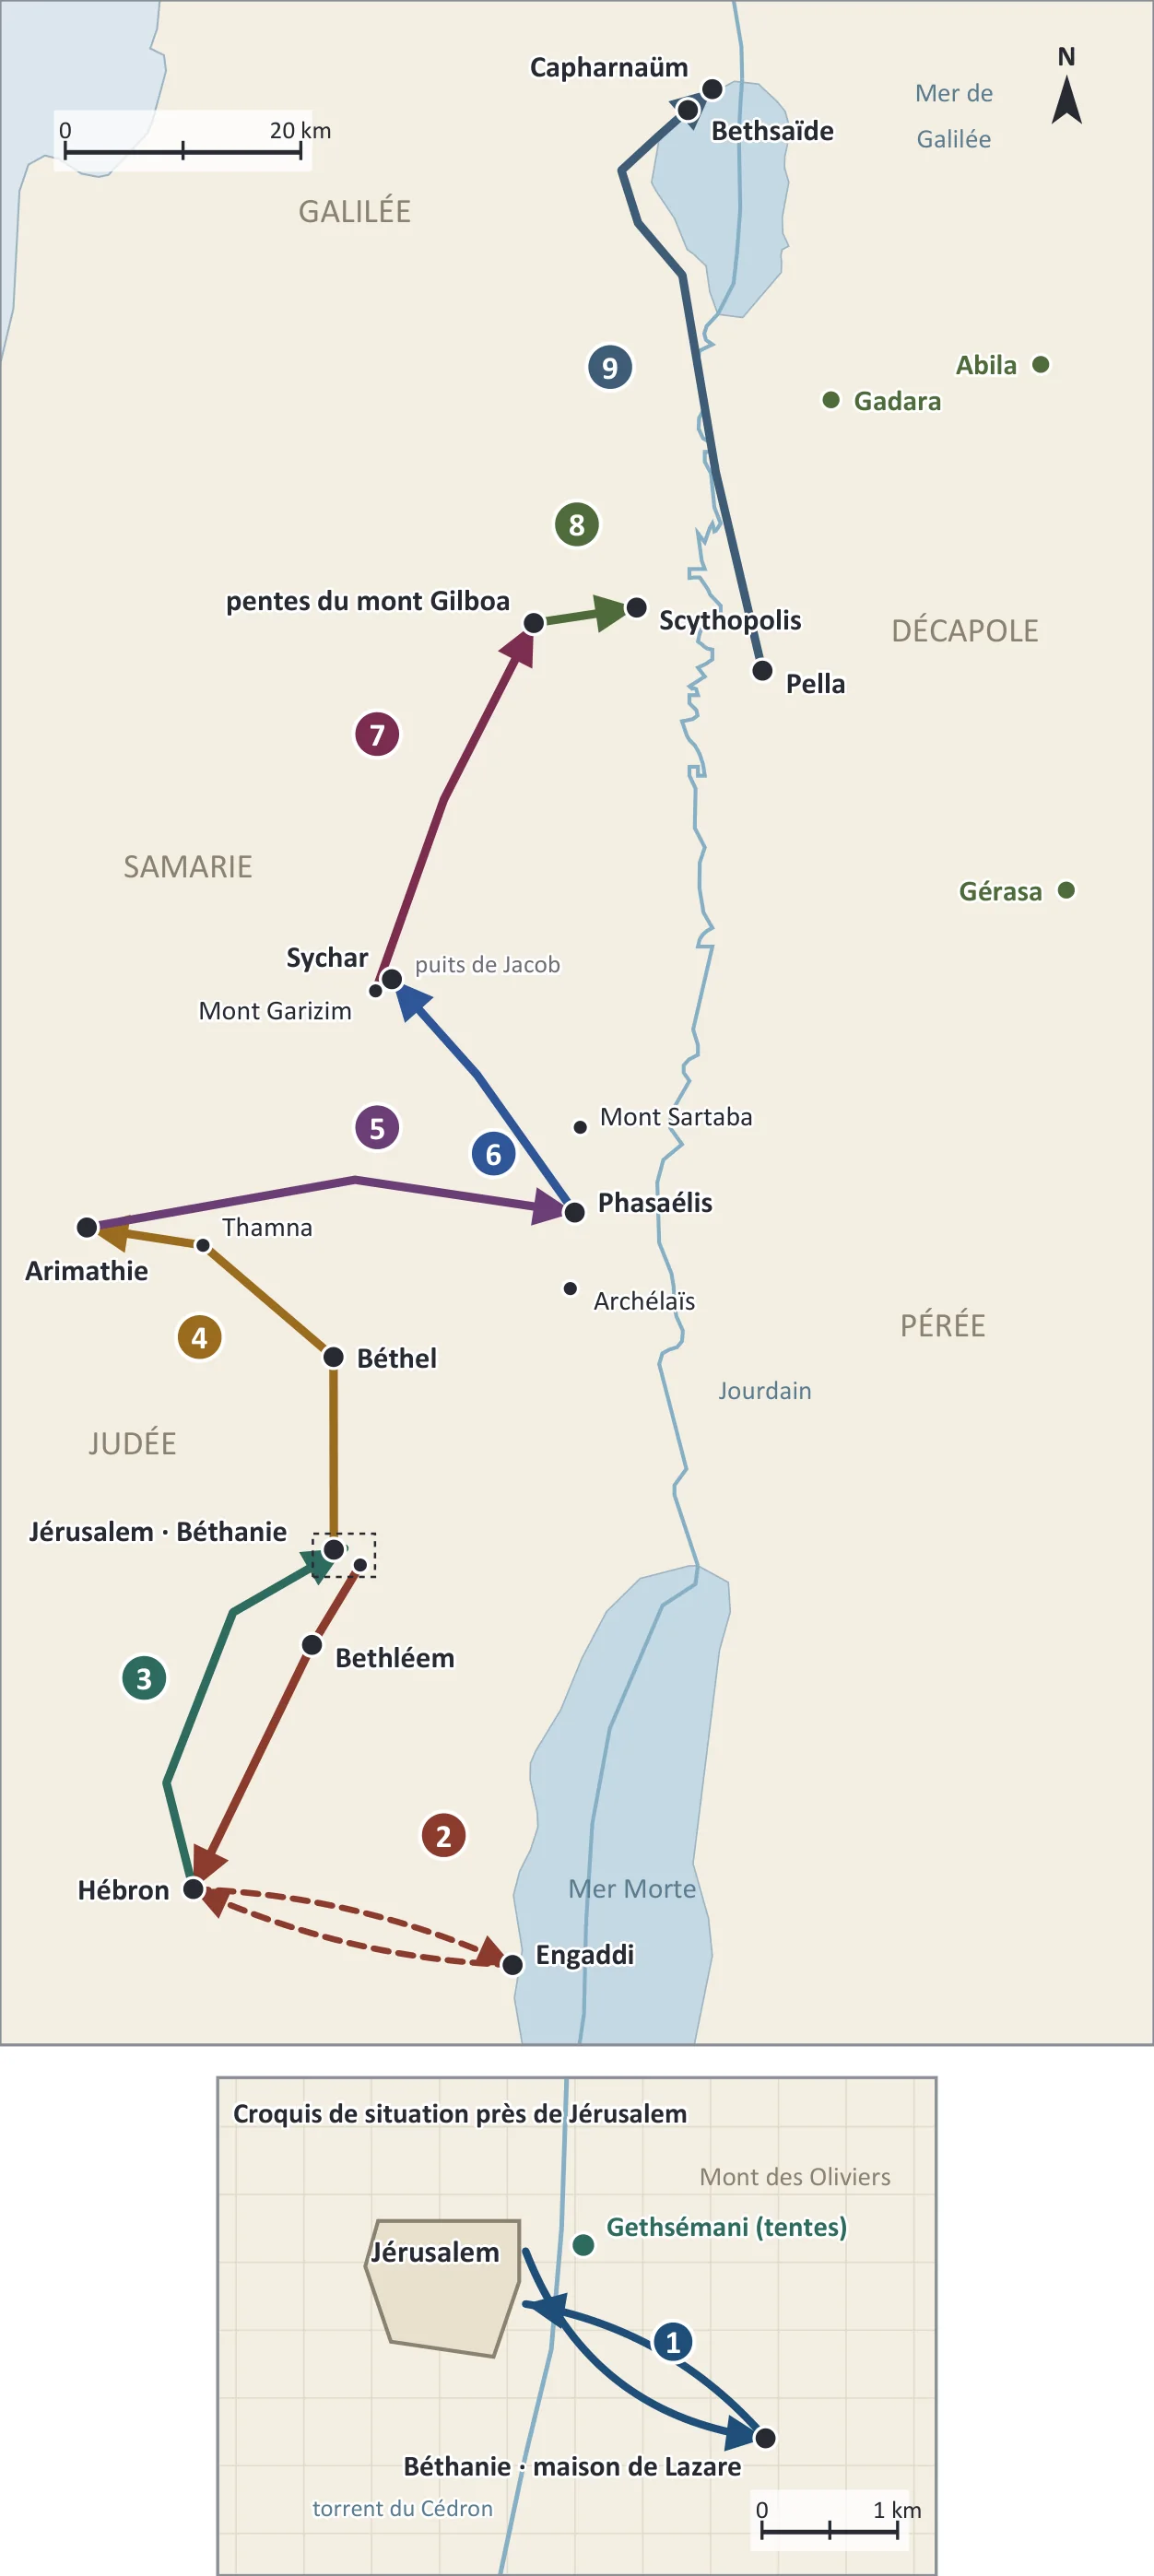 Capharnaüm
N
Mer de
Galilée
0 20 km
Bethsaïde
GALILÉE
9
Abila
Gadara
8
pentes du mont Gilboa
Scythopolis
DÉCAPOLE
Pella
7
SAMARIE
Gérasa
Sychar
puits de Jacob
Mont Garizim
Mont Sartaba
5
6
Phasaélis
Thamna
Arimathie
Archélaïs
PÉRÉE
4
Béthel
Jourdain
JUDÉE
Jérusalem · Béthanie
Bethléem
3
2
Hébron
Mer Morte
Engaddi
Croquis de situation près de Jérusalem
Mont des Oliviers
Gethsémani (tentes)
Jérusalem
1
Béthanie · maison de Lazare
torrent du Cédron
0 1 km